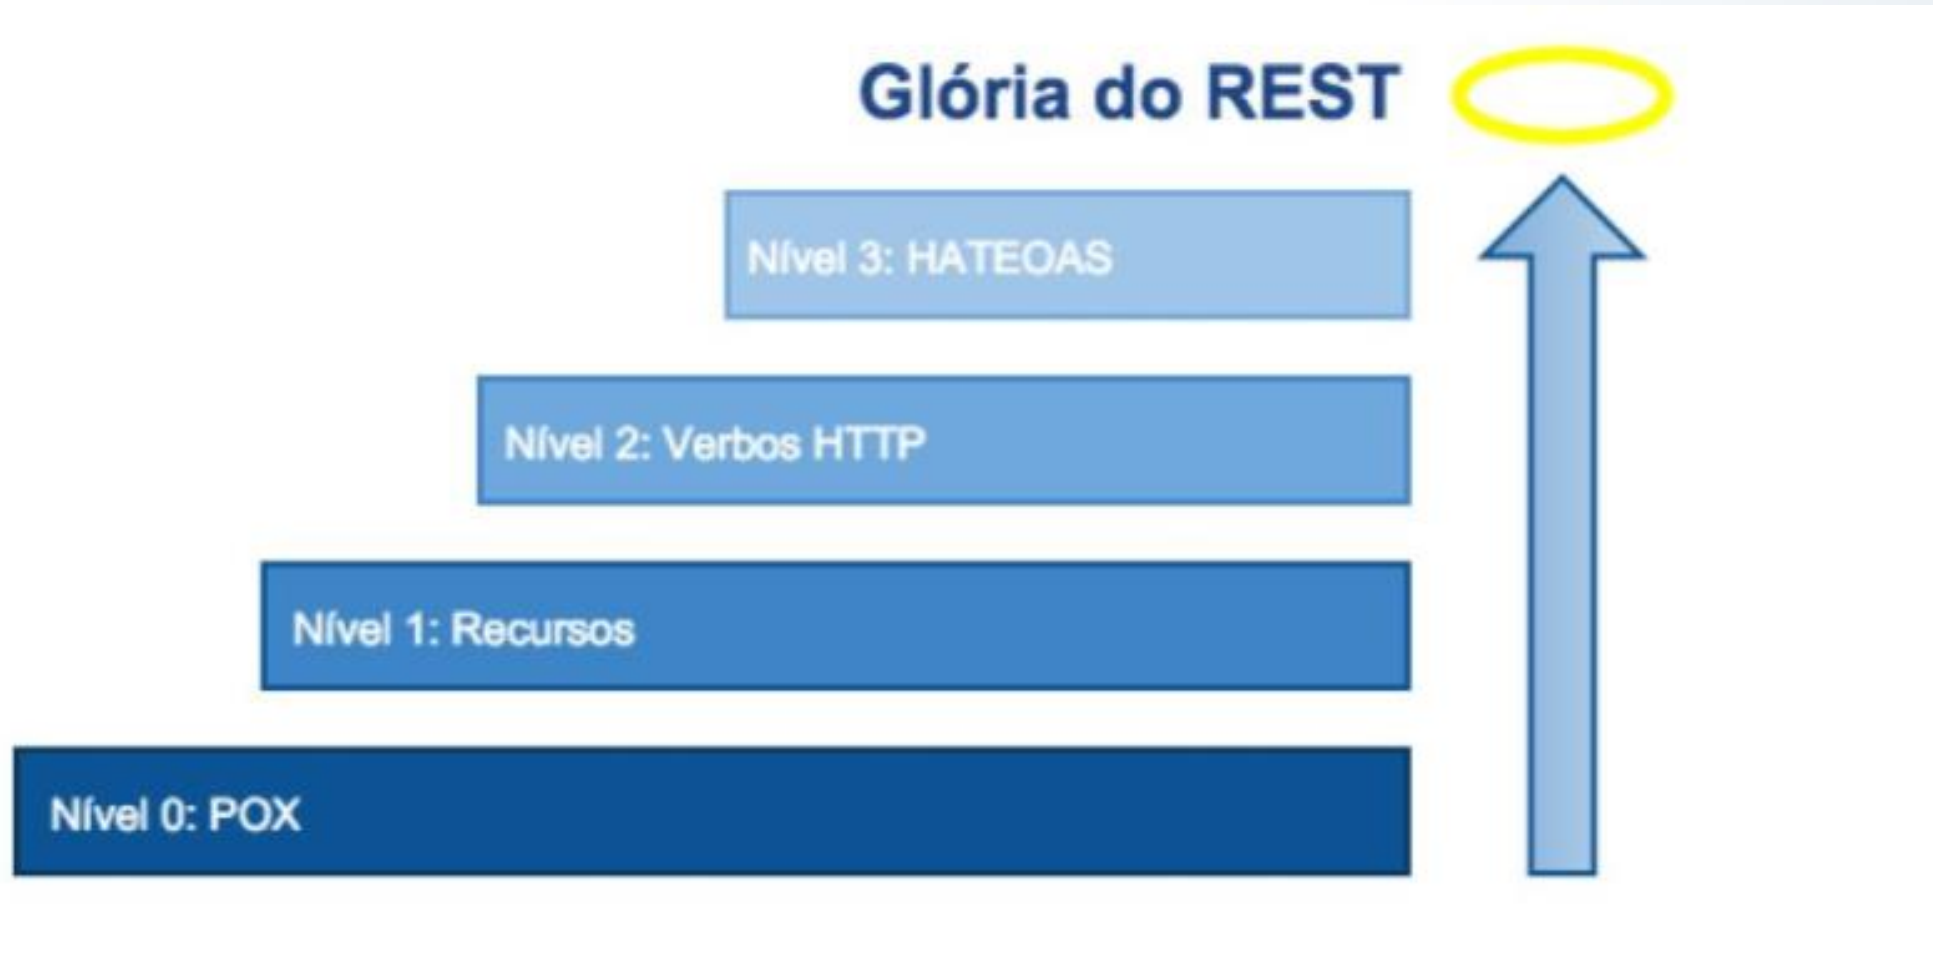 Glória do REST
Nível 3: HATEOAS
Nível 2: Verbos HTTP
Nível 1: Recursos
Nível 0: POX